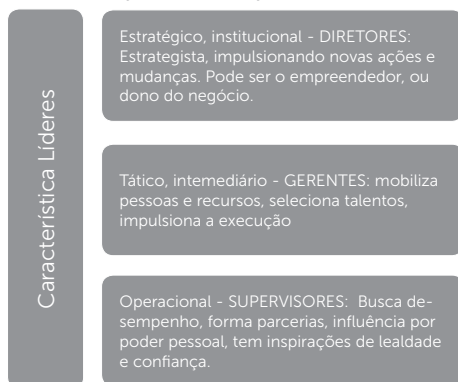 Característica Líderes
Estratégico, institucional - DIRETORES:
Estrategista, impulsionando novas ações e
mudanças. Pode ser o empreendedor, ou
dono do negócio.
Tático, intemediário - GERENTES: mobiliza
pessoas e recursos, seleciona talentos,
impulsiona a execução
Operacional - SUPERVISORES: Busca de-
sempenho, forma parcerias, influência por
poder pessoal, tem inspirações de lealdade
e confiança.